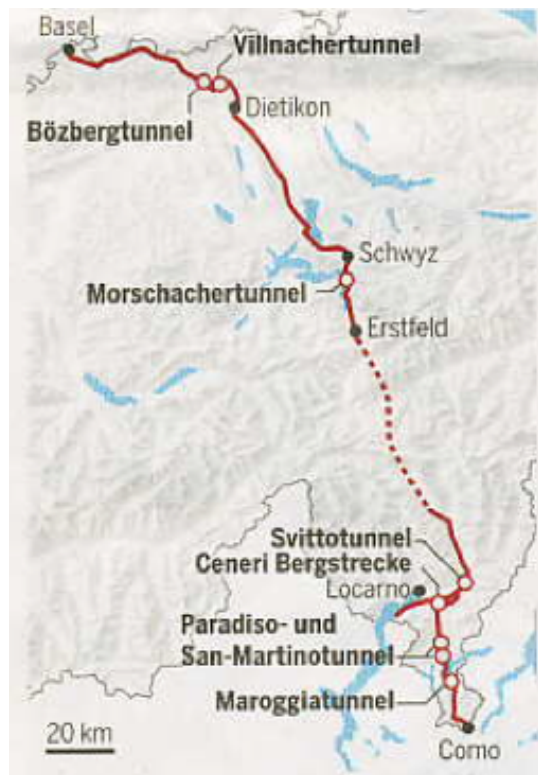 Basel
Villnachertunnel
Bözbergtunnel
Dietikon
Schwyz
Morschachertunnel
Erstfeld
Svittotunnel
Ceneri Bergstrecke
Locarno
Paradiso- und
San-Martinotunnel
Maroggiatunnel
20 km
Como